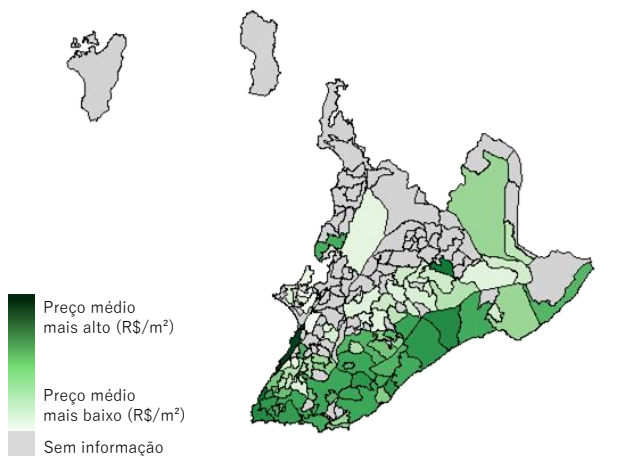 Preço médio
mais alto (R$/m²)
Preço médio
mais baixo (R$/m²)
Sem informação